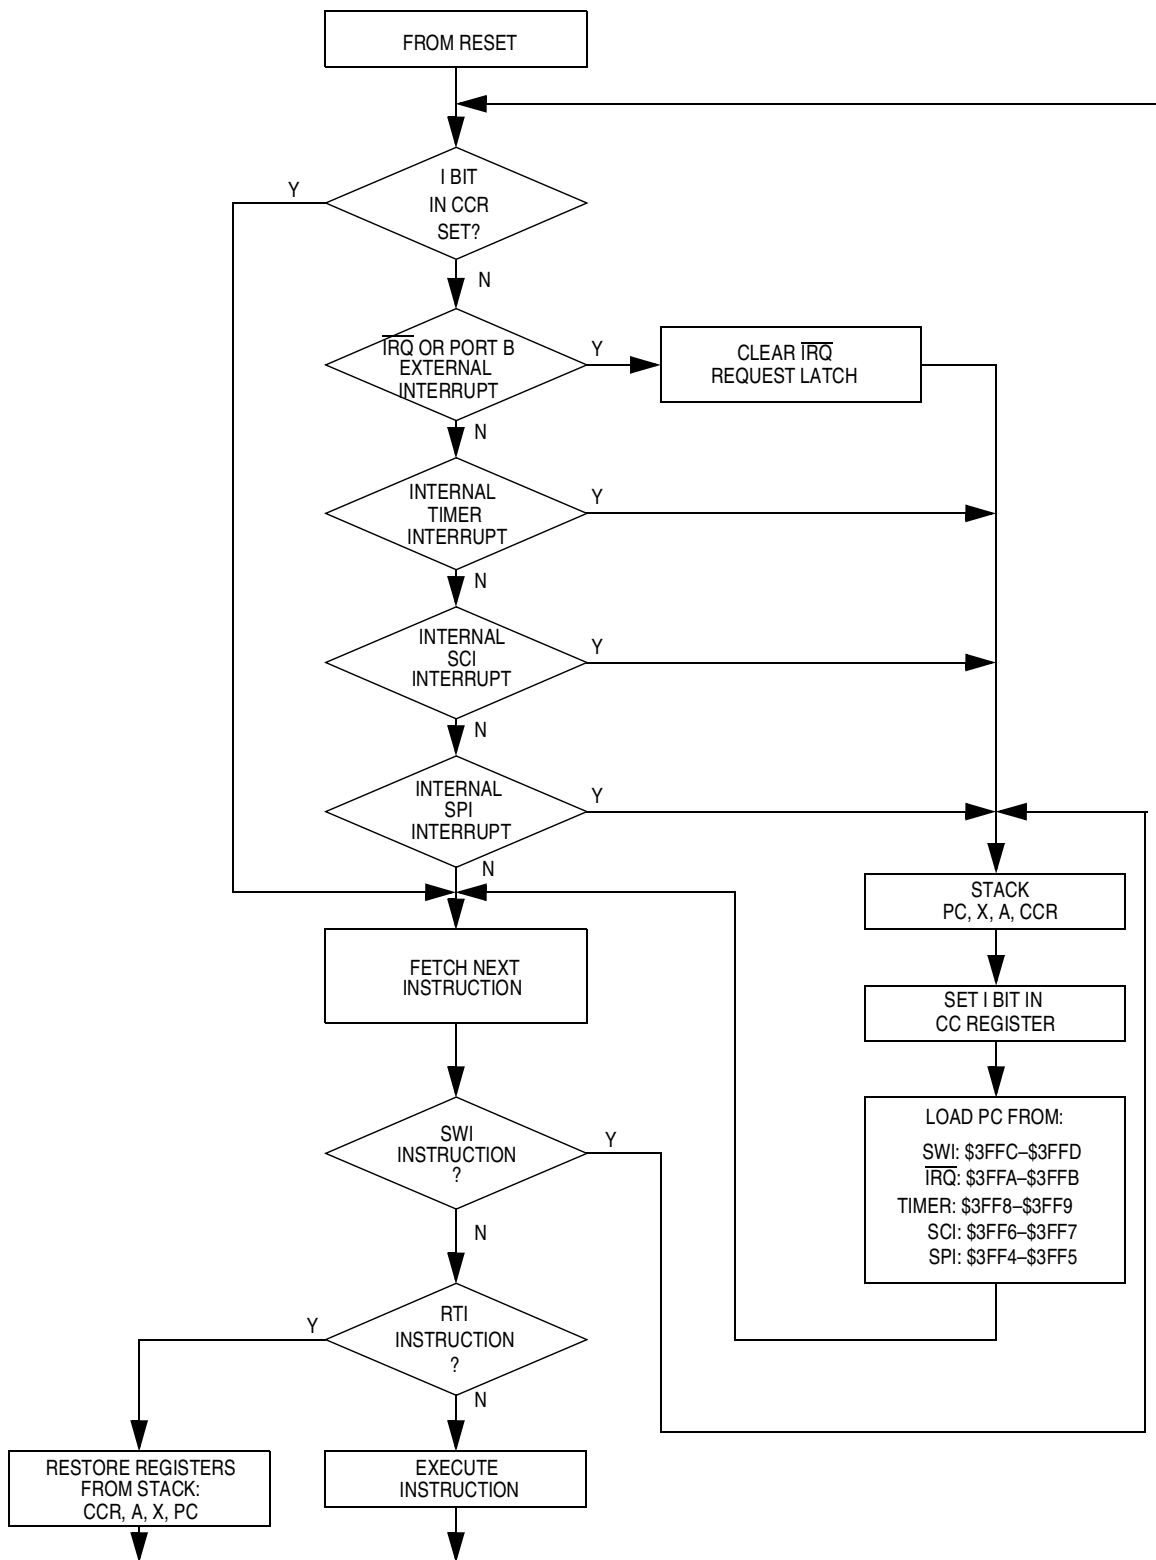 FROM RESET
I BIT
IN CCR
SET?
Y
N
IRQ OR PORT B
EXTERNAL
INTERRUPT
Y
CLEAR IRQ
REQUEST LATCH
N
INTERNAL
TIMER
INTERRUPT
Y
N
INTERNAL
SCI
INTERRUPT
Y
N
INTERNAL
SPI
INTERRUPT
Y
N
STACK
PC, X, A, CCR
FETCH NEXT
INSTRUCTION
SET I BIT IN
CC REGISTER
LOAD PC FROM:
SWI: $3FFC–$3FFD
IRQ: $3FFA–$3FFB
TIMER: $3FF8–$3FF9
SCI: $3FF6–$3FF7
SPI: $3FF4–$3FF5
SWI
INSTRUCTION
?
Y
N
RTI
INSTRUCTION
?
Y
N
RESTORE REGISTERS
FROM STACK:
CCR, A, X, PC
EXECUTE
INSTRUCTION